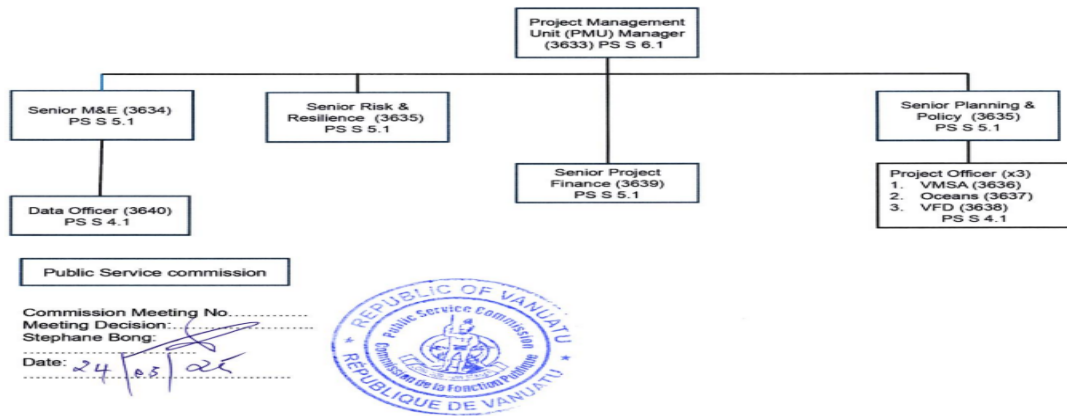 Project Management
Unit (PMU) Manager
(3633) PS S 6.1
Senior M&E (3634)
PS S 5.1
Senior Risk &
Resilience (3635)
PS S 5.1
Senior Planning &
Policy (3635)
PS S 5.1
Senior Project
Finance (3639)
PS S 5.1
Data Officer (3640)
PS S 4.1
Project Officer (x3)
1. VMSA (3636)
2. Oceans (3637)
3. VFD (3638)
PS S 4.1
Public Service commission
Commission Meeting No..............
Meeting Decision:........................
Stephane Bong:
Date: 24/03/25
REPUBLIC OF VANUATU
Public Service Commission
Commission de la Fonction Publique
RÉPUBLIQUE DE VANUATU